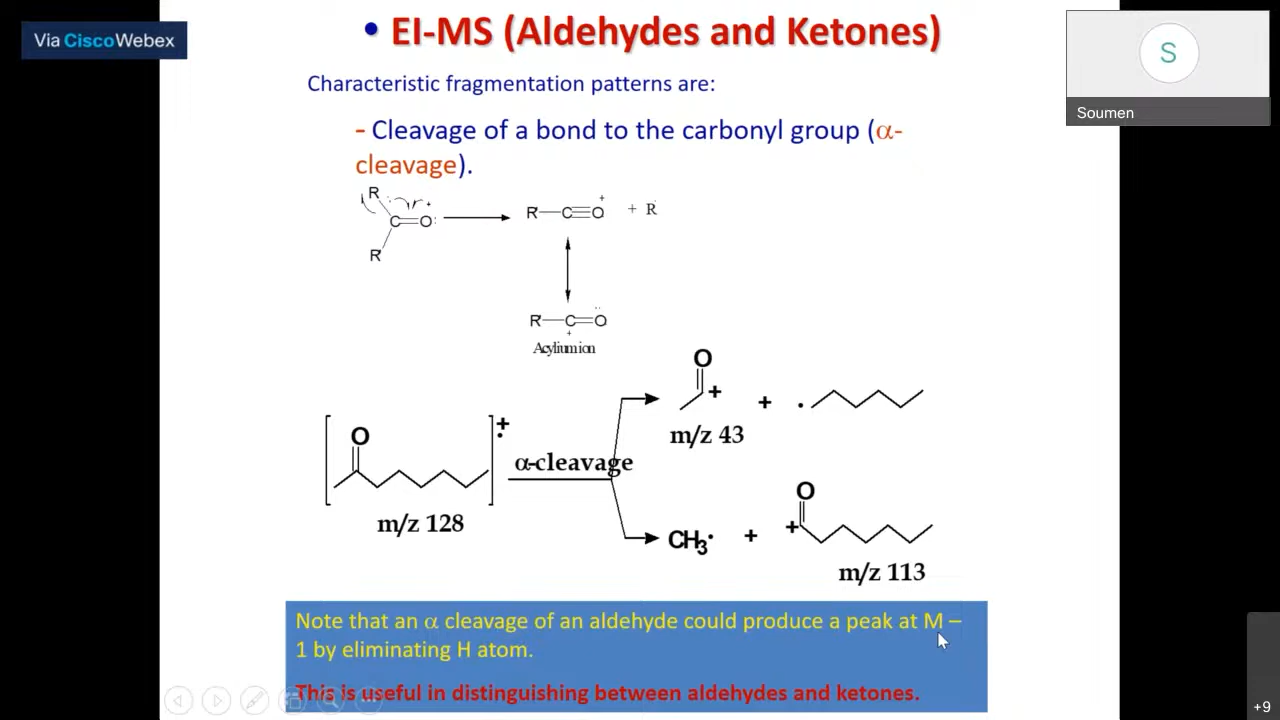 Via Cisco Webex
• EI-MS (Aldehydes and Ketones)
S
Soumen
Characteristic fragmentation patterns are:
- Cleavage of a bond to the carbonyl group (α-
cleavage).
R
C=O:
R'
R'—C≡O
+
+ R
R'—C=O
+
Acylium ion
O
+
+
.
m/z 43
[
O
]
+
.
α-cleavage
m/z 128
CH3·
+
O
+
m/z 113
Note that an α cleavage of an aldehyde could produce a peak at M –
1 by eliminating H atom.
This is useful in distinguishing between aldehydes and ketones.
+9